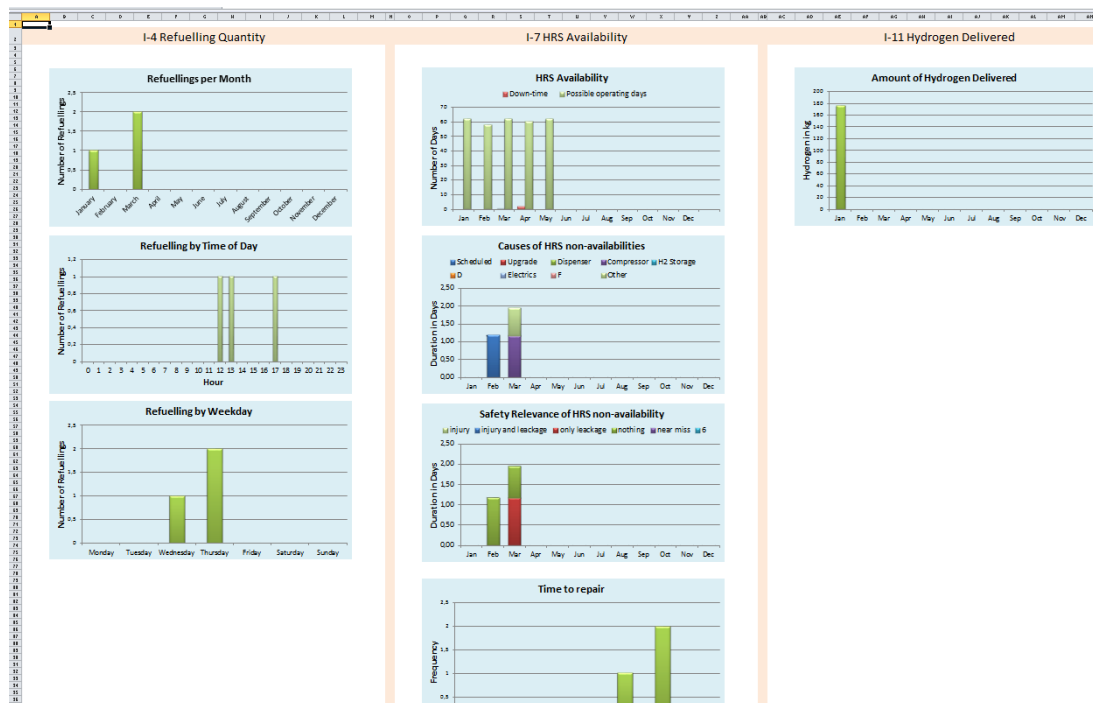 I-4 Refuelling Quantity
Refuellings per Month
Number of Refuellings
2,5
2
1,5
1
0,5
0
January February March April May June July August September October November December
Refuelling by Time of Day
Number of Refuellings
1,2
1
0,8
0,6
0,4
0,2
0
0 1 2 3 4 5 6 7 8 9 10 11 12 13 14 15 16 17 18 19 20 21 22 23
Hour
Refuelling by Weekday
Number of Refuellings
2,5
2
1,5
1
0,5
0
Monday Tuesday Wednesday Thursday Friday Saturday Sunday
I-7 HRS Availability
HRS Availability
Down-time Possible operating days
Number of Days
70
60
50
40
30
20
10
0
Jan Feb Mar Apr May Jun Jul Aug Sep Oct Nov Dec
Causes of HRS non-availabilities
Scheduled Upgrade Dispenser Compressor H2 Storage
D Electrics F Other
Duration in Days
2,50
2,00
1,50
1,00
0,50
0,00
Jan Feb Mar Apr May Jun Jul Aug Sep Oct Nov Dec
Safety Relevance of HRS non-availability
injury injury and leackage only leackage nothing near miss 6
Duration in Days
2,50
2,00
1,50
1,00
0,50
0,00
Jan Feb Mar Apr May Jun Jul Aug Sep Oct Nov Dec
Time to repair
Frequency
2,5
2
1,5
1
0,5
I-11 Hydrogen Delivered
Amount of Hydrogen Delivered
Hydrogen in kg
200
180
160
140
120
100
80
60
40
20
0
Jan Feb Mar Apr May Jun Jul Aug Sep Oct Nov Dec